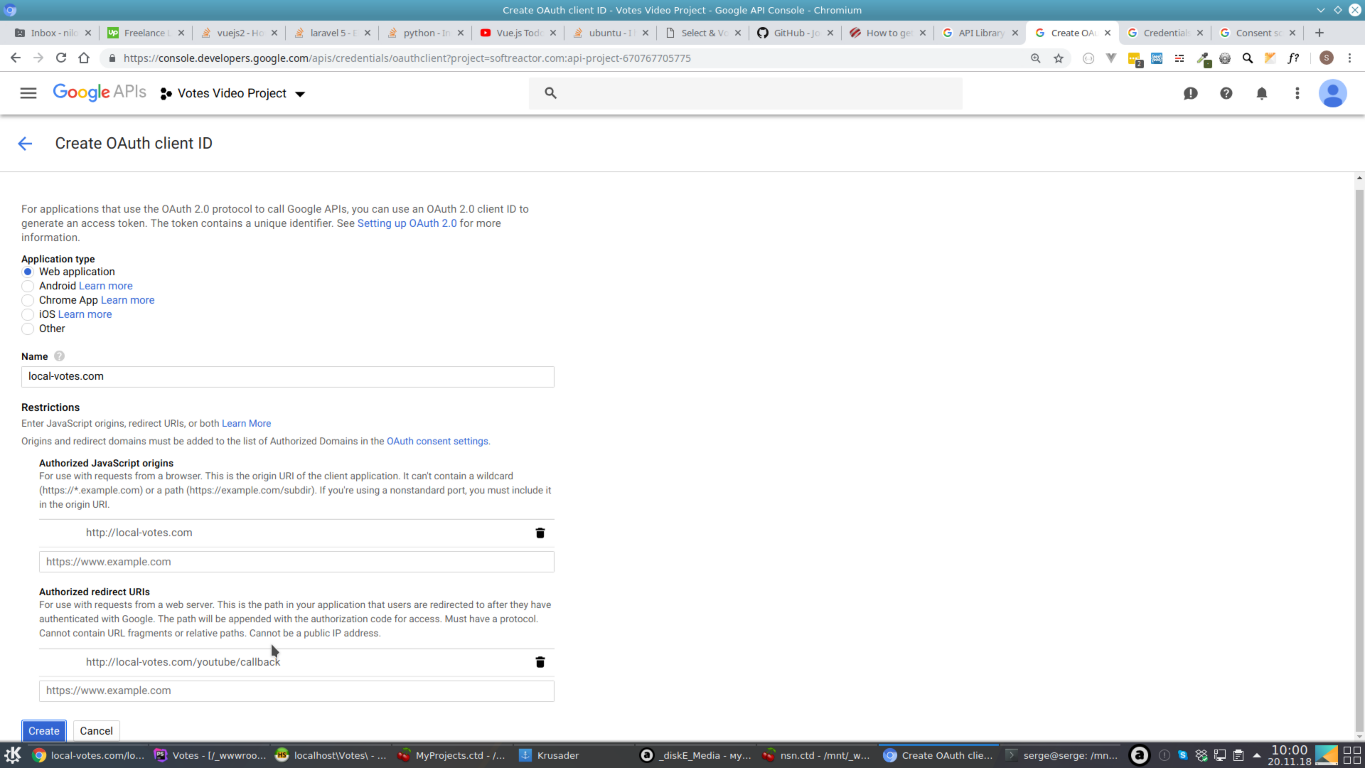 Create OAuth client ID - Votes Video Project - Google API Console - Chromium
Inbox - nilo
Freelance
vuejs2 - Ho
laravel 5 - E
python - In
Vue.js Todo
ubuntu - Ef
Select & Vo
GitHub - Jo
How to get
API Library
Create OAu
Credentials
Consent sc
https://console.developers.google.com/apis/credentials/oauthclient?project=softreactor.com:api-project-670767705775
2
f?
S
Google APIs
Votes Video Project
Create OAuth client ID
For applications that use the OAuth 2.0 protocol to call Google APIs, you can use an OAuth 2.0 client ID to
generate an access token. The token contains a unique identifier. See Setting up OAuth 2.0 for more
information.
Application type
Web application
Android Learn more
Chrome App Learn more
iOS Learn more
Other
Name
local-votes.com
Restrictions
Enter JavaScript origins, redirect URIs, or both Learn More
Origins and redirect domains must be added to the list of Authorized Domains in the OAuth consent settings.
Authorized JavaScript origins
For use with requests from a browser. This is the origin URI of the client application. It can't contain a wildcard
(https://*.example.com) or a path (https://example.com/subdir). If you're using a nonstandard port, you must include it
in the origin URI.
http://local-votes.com
https://www.example.com
Authorized redirect URIs
For use with requests from a web server. This is the path in your application that users are redirected to after they have
authenticated with Google. The path will be appended with the authorization code for access. Must have a protocol.
Cannot contain URL fragments or relative paths. Cannot be a public IP address.
http://local-votes.com/youtube/callback
https://www.example.com
Create Cancel
local-votes.com/lo...
Votes - [/_wwwroo...
localhost\Votes\ - ...
MyProjects.ctd - /...
Krusader
_diskE_Media - my...
nsn.ctd - /mnt/_w...
Create OAuth clie...
serge@serge: /mn...
10:00
20.11.18